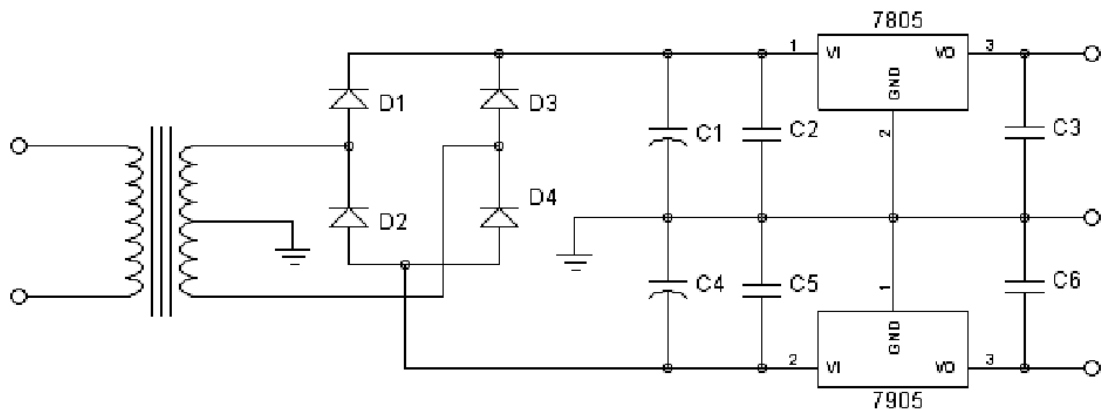 7805
1 VI VO 3
GND
2
D1 D3
C1 C2 C3
D2 D4
C4 C5 C6
1
GND
2 VI VO 3
7905